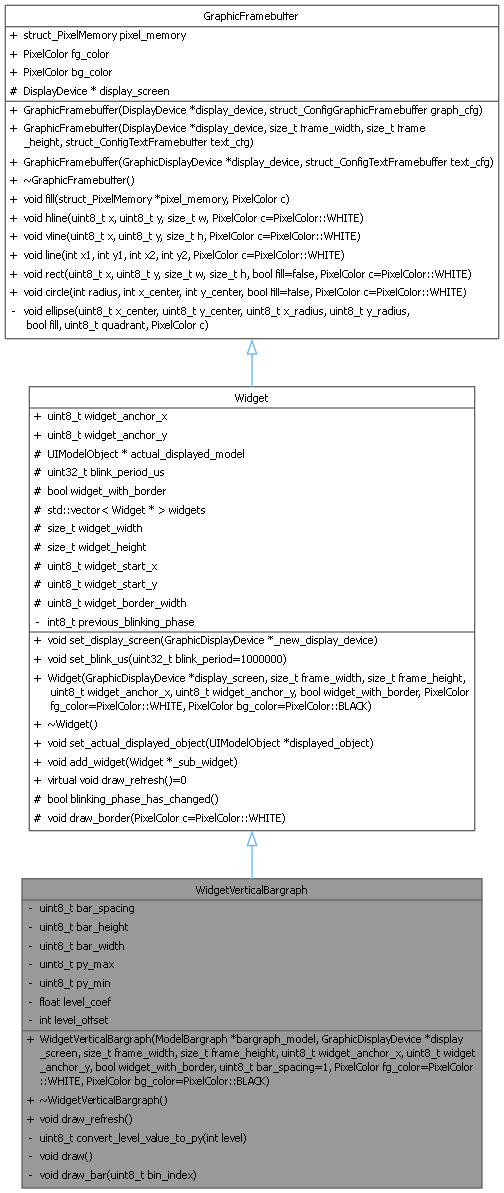 GraphicFramebuffer
+ struct_PixelMemory pixel_memory
+ PixelColor fg_color
+ PixelColor bg_color
# DisplayDevice * display_screen
+ GraphicFramebuffer(DisplayDevice *display_device, struct_ConfigGraphicFramebuffer graph_cfg)
+ GraphicFramebuffer(DisplayDevice *display_device, size_t frame_width, size_t frame
_height, struct_ConfigTextFramebuffer text_cfg)
+ GraphicFramebuffer(GraphicDisplayDevice *display_device, struct_ConfigTextFramebuffer text_cfg)
+ ~GraphicFramebuffer()
+ void fill(struct_PixelMemory *pixel_memory, PixelColor c)
+ void hline(uint8_t x, uint8_t y, size_t w, PixelColor c=PixelColor::WHITE)
+ void vline(uint8_t x, uint8_t y, size_t h, PixelColor c=PixelColor::WHITE)
+ void line(int x1, int y1, int x2, int y2, PixelColor c=PixelColor::WHITE)
+ void rect(uint8_t x, uint8_t y, size_t w, size_t h, bool fill=false, PixelColor c=PixelColor::WHITE)
+ void circle(int radius, int x_center, int y_center, bool fill=false, PixelColor c=PixelColor::WHITE)
- void ellipse(uint8_t x_center, uint8_t y_center, uint8_t x_radius, uint8_t y_radius,
bool fill, uint8_t quadrant, PixelColor c)
Widget
+ uint8_t widget_anchor_x
+ uint8_t widget_anchor_y
# UIModelObject * actual_displayed_model
# uint32_t blink_period_us
# bool widget_with_border
# std::vector< Widget * > widgets
# size_t widget_width
# size_t widget_height
# uint8_t widget_start_x
# uint8_t widget_start_y
# uint8_t widget_border_width
- int8_t previous_blinking_phase
+ void set_display_screen(GraphicDisplayDevice *_new_display_device)
+ void set_blink_us(uint32_t blink_period=1000000)
+ Widget(GraphicDisplayDevice *display_screen, size_t frame_width, size_t frame_height,
uint8_t widget_anchor_x, uint8_t widget_anchor_y, bool widget_with_border, PixelColor
fg_color=PixelColor::WHITE, PixelColor bg_color=PixelColor::BLACK)
+ ~Widget()
+ void set_actual_displayed_object(UIModelObject *displayed_object)
+ void add_widget(Widget *_sub_widget)
+ virtual void draw_refresh()=0
# bool blinking_phase_has_changed()
# void draw_border(PixelColor c=PixelColor::WHITE)
WidgetVerticalBargraph
- uint8_t bar_spacing
- uint8_t bar_height
- uint8_t bar_width
- uint8_t py_max
- uint8_t py_min
- float level_coef
- int level_offset
+ WidgetVerticalBargraph(ModelBargraph *bargraph_model, GraphicDisplayDevice *display
_screen, size_t frame_width, size_t frame_height, uint8_t widget_anchor_x, uint8_t widget
_anchor_y, bool widget_with_border, uint8_t bar_spacing=1, PixelColor fg_color=PixelColor
::WHITE, PixelColor bg_color=PixelColor::BLACK)
+ ~WidgetVerticalBargraph()
+ void draw_refresh()
- uint8_t convert_level_value_to_py(int level)
- void draw()
- void draw_bar(uint8_t bin_index)